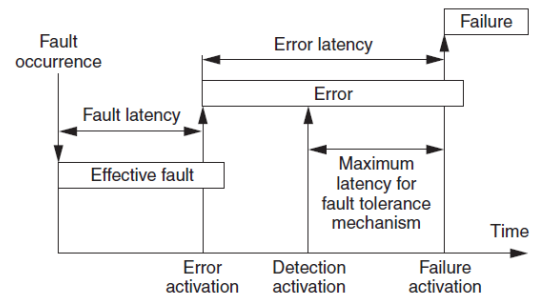 Failure
Fault
occurrence
Error latency
Error
Fault latency
Maximum
latency for
fault tolerance
mechanism
Effective fault
Time
Error
activation
Detection
activation
Failure
activation